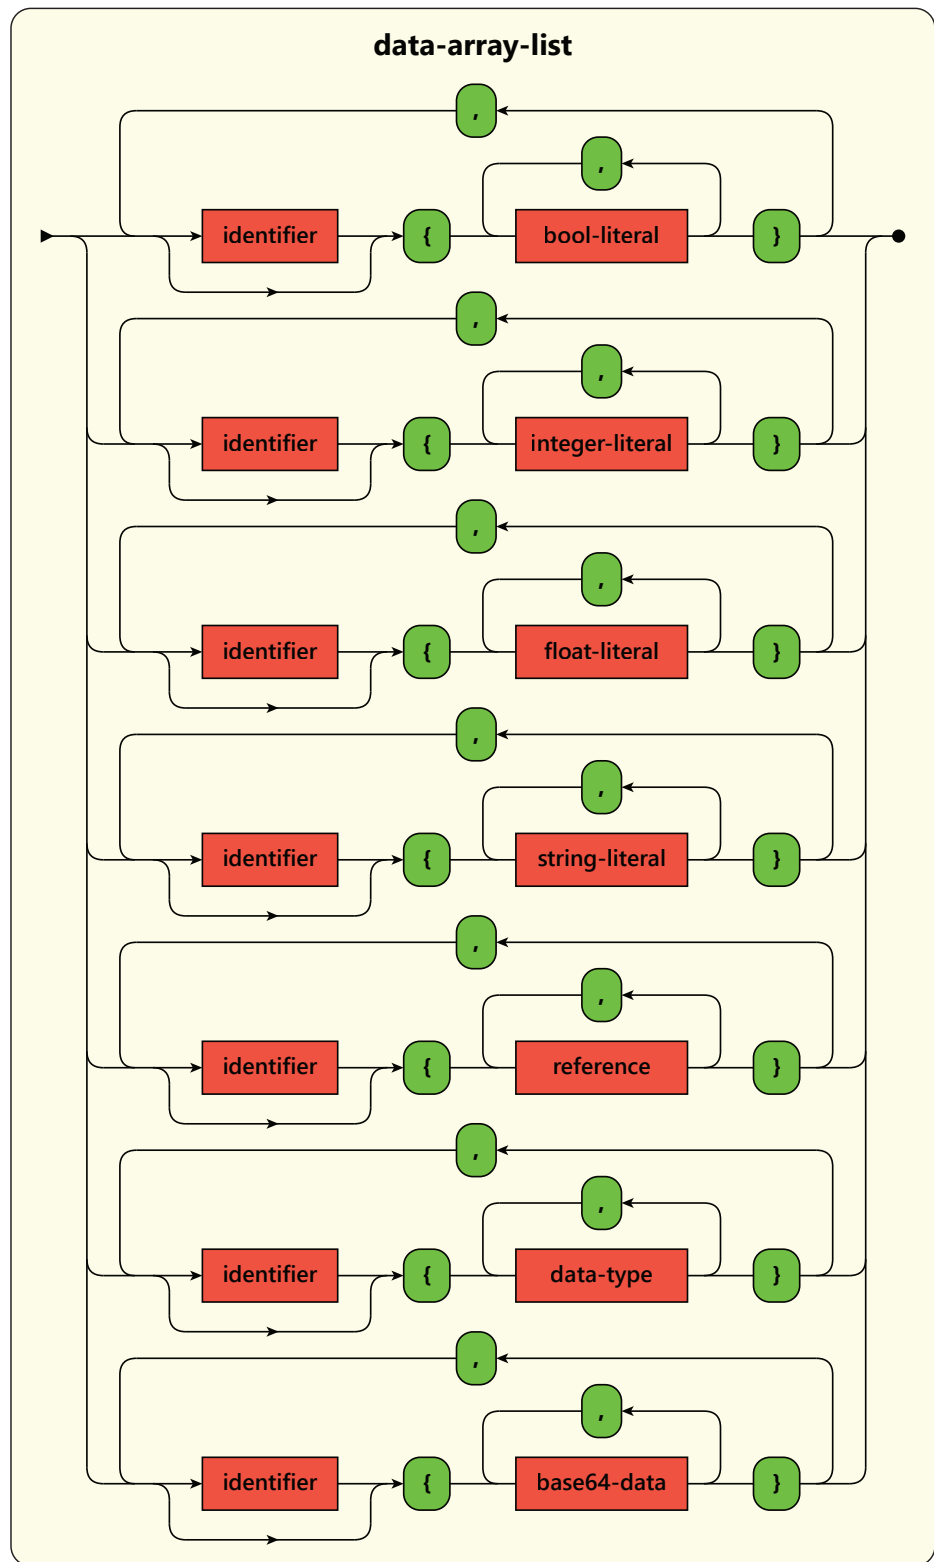 data-array-list
,
,
identifier { bool-literal }
,
,
identifier { integer-literal }
,
,
identifier { float-literal }
,
,
identifier { string-literal }
,
,
identifier { reference }
,
,
identifier { data-type }
,
,
identifier { base64-data }